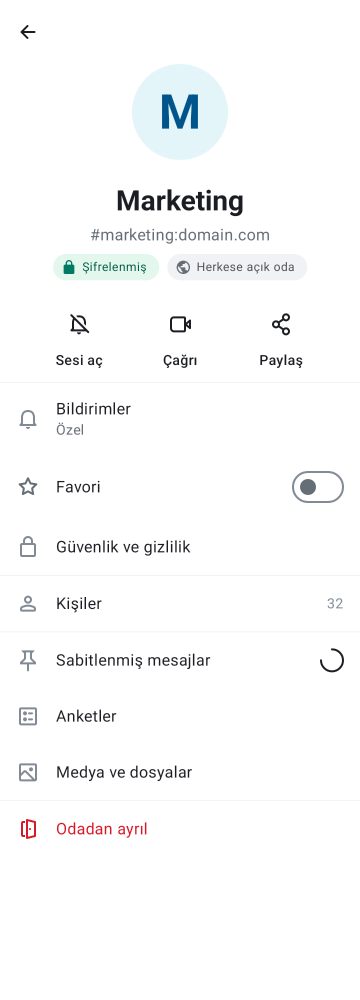 M
Marketing
#marketing:domain.com
Şifrelenmiş
Herkese açık oda
Sesi aç
Çağrı
Paylaş
Bildirimler
Özel
Favori
Güvenlik ve gizlilik
Kişiler
32
Sabitlenmiş mesajlar
Anketler
Medya ve dosyalar
Odadan ayrıl